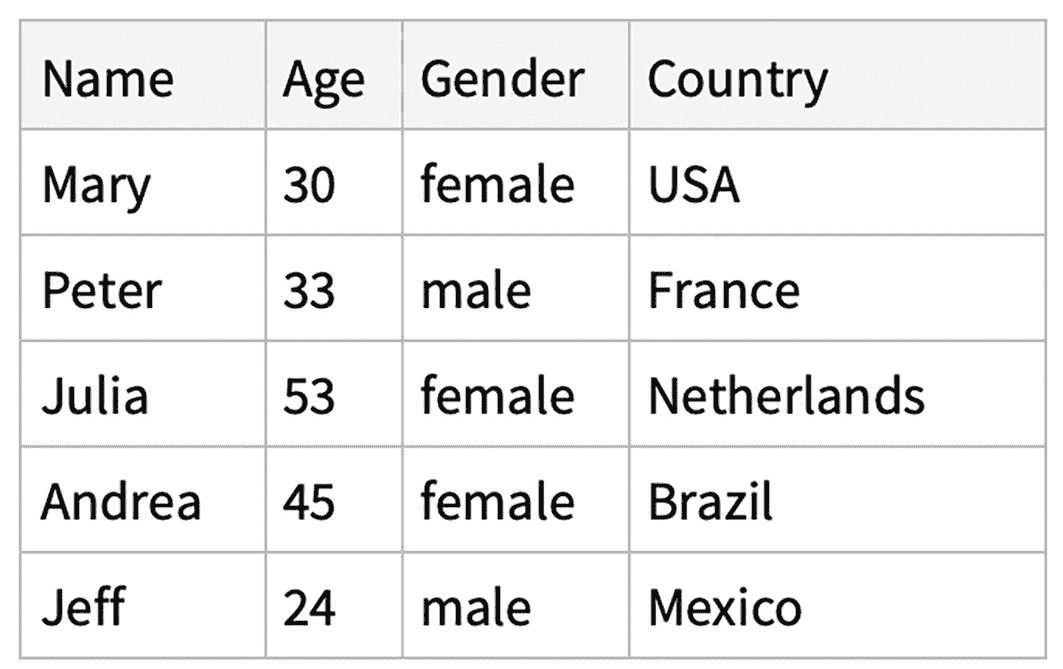 Name Age Gender Country
Mary 30 female USA
Peter 33 male France
Julia 53 female Netherlands
Andrea 45 female Brazil
Jeff 24 male Mexico